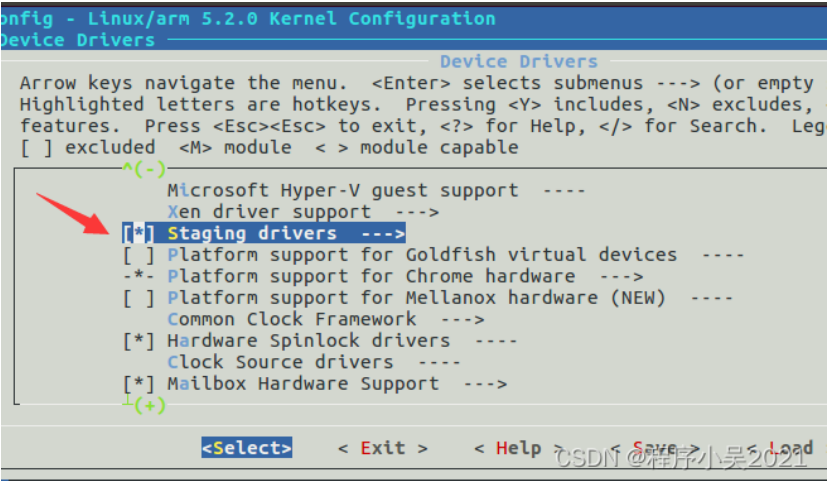 onfig - Linux/arm 5.2.0 Kernel Configuration
Device Drivers
Device Drivers
Arrow keys navigate the menu.  <Enter> selects submenus ---> (or empty
Highlighted letters are hotkeys.  Pressing <Y> includes, <N> excludes,
features.  Press <Esc><Esc> to exit, <?> for Help, </> for Search.  Leg
[ ] excluded  <M> module  < > module capable
^(-)
Microsoft Hyper-V guest support  ----
Xen driver support  --->
[*] Staging drivers  --->
[ ] Platform support for Goldfish virtual devices  ----
-*- Platform support for Chrome hardware  --->
[ ] Platform support for Mellanox hardware (NEW)  ----
Common Clock Framework  --->
[*] Hardware Spinlock drivers  ----
Clock Source drivers  ----
[*] Mailbox Hardware Support  --->
┴(+)
<Select>    < Exit >    < Help >    < Save >    < Load
CSDN @程序小吴2021